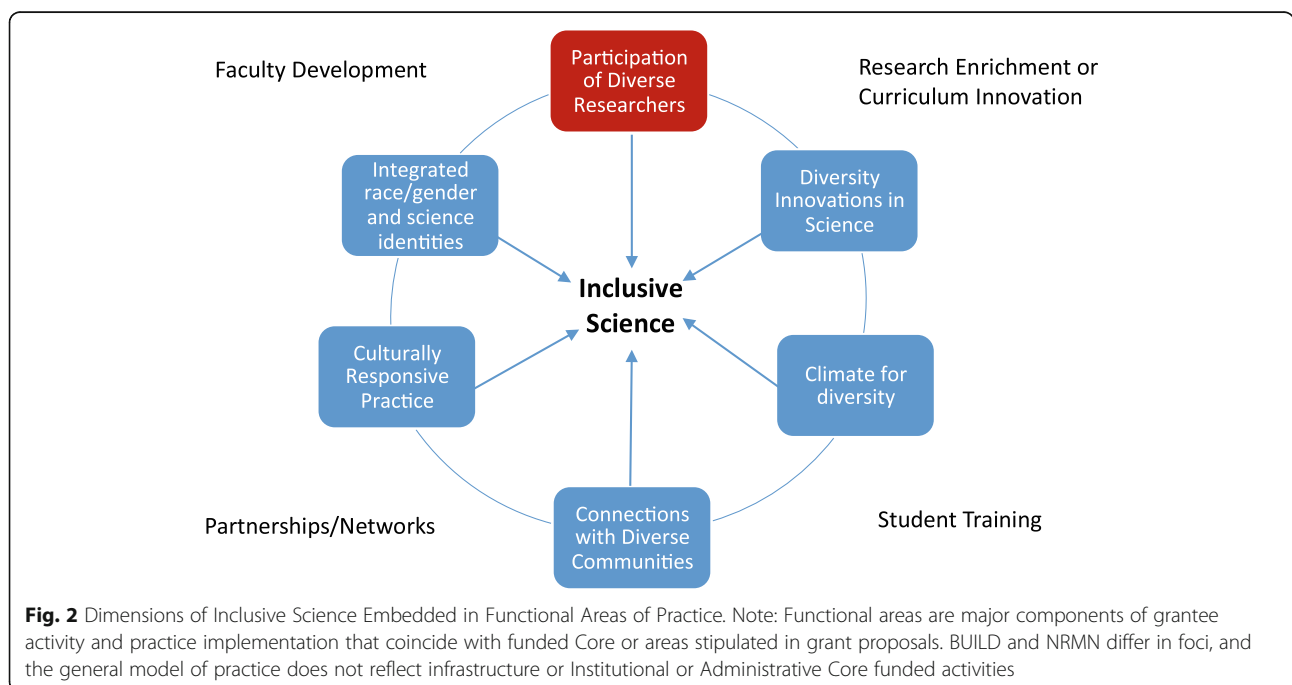 Faculty Development
Participation
of Diverse
Researchers
Research Enrichment or
Curriculum Innovation
Integrated
race/gender
and science
identities
Diversity
Innovations in
Science
Inclusive
Science
Culturally
Responsive
Practice
Climate for
diversity
Partnerships/Networks
Connections
with Diverse
Communities
Student Training
Fig. 2 Dimensions of Inclusive Science Embedded in Functional Areas of Practice. Note: Functional areas are major components of grantee
activity and practice implementation that coincide with funded Core or areas stipulated in grant proposals. BUILD and NRMN differ in foci, and
the general model of practice does not reflect infrastructure or Institutional or Administrative Core funded activities